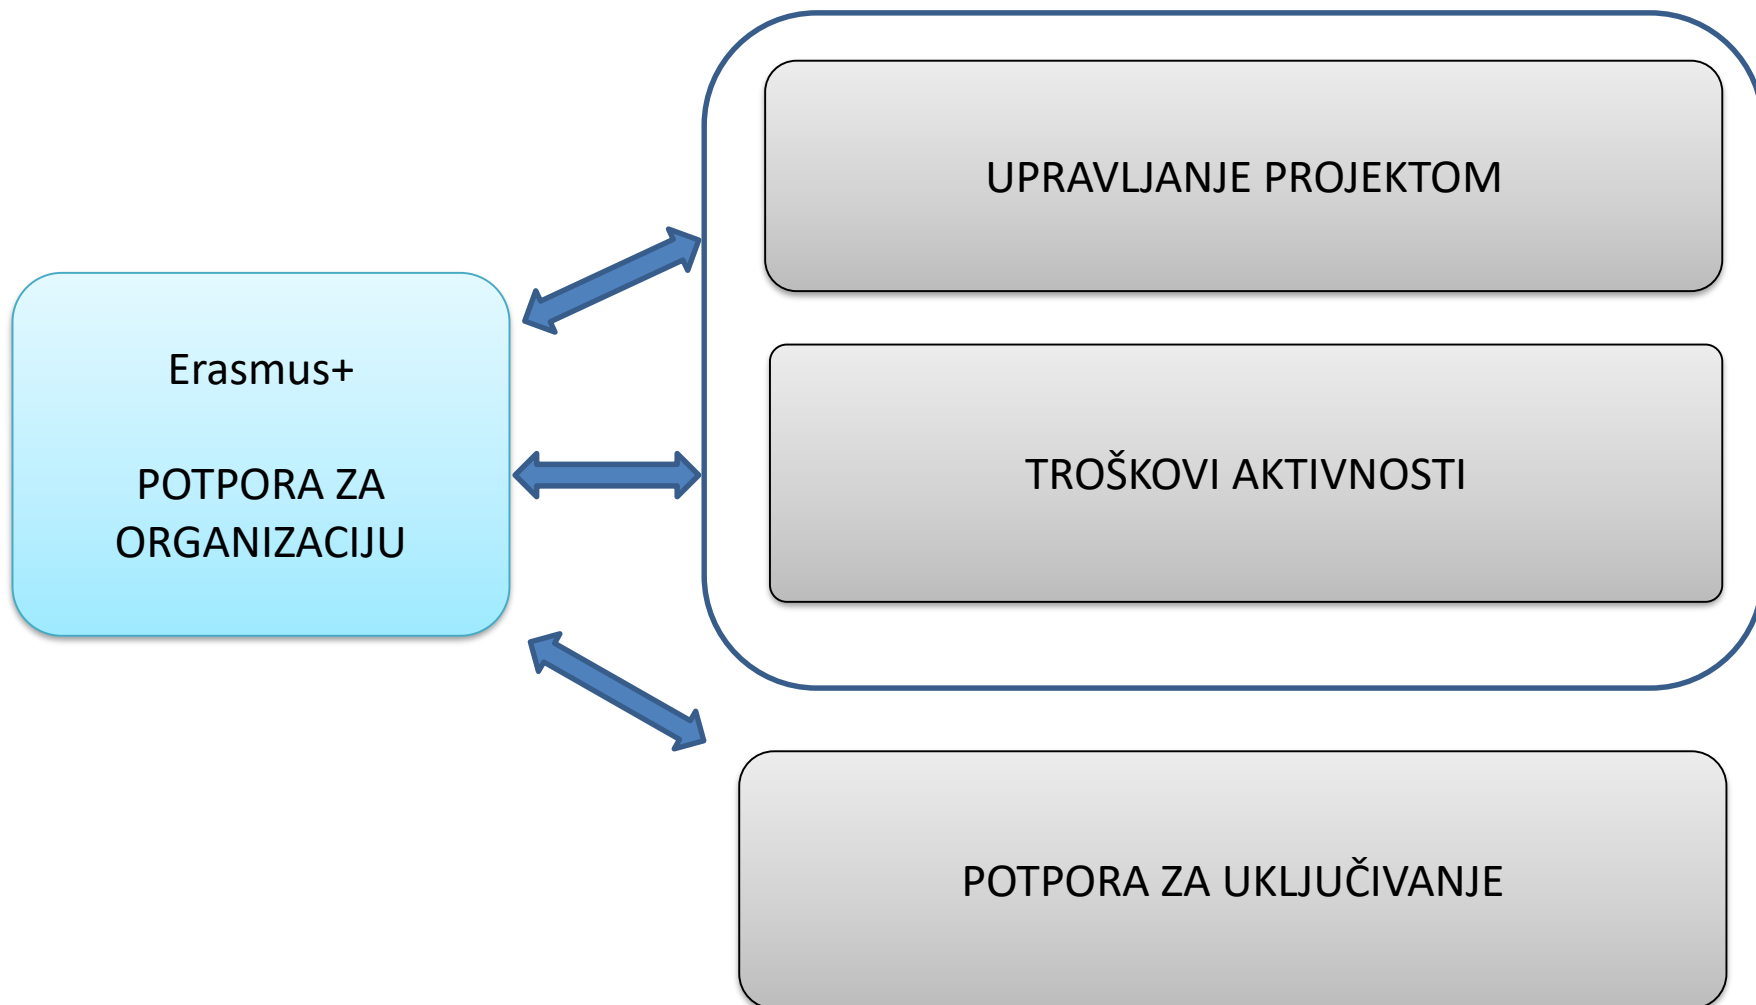 Erasmus+
POTPORA ZA
ORGANIZACIJU
UPRAVLJANJE PROJEKTOM
TROŠKOVI AKTIVNOSTI
POTPORA ZA UKLJUČIVANJE